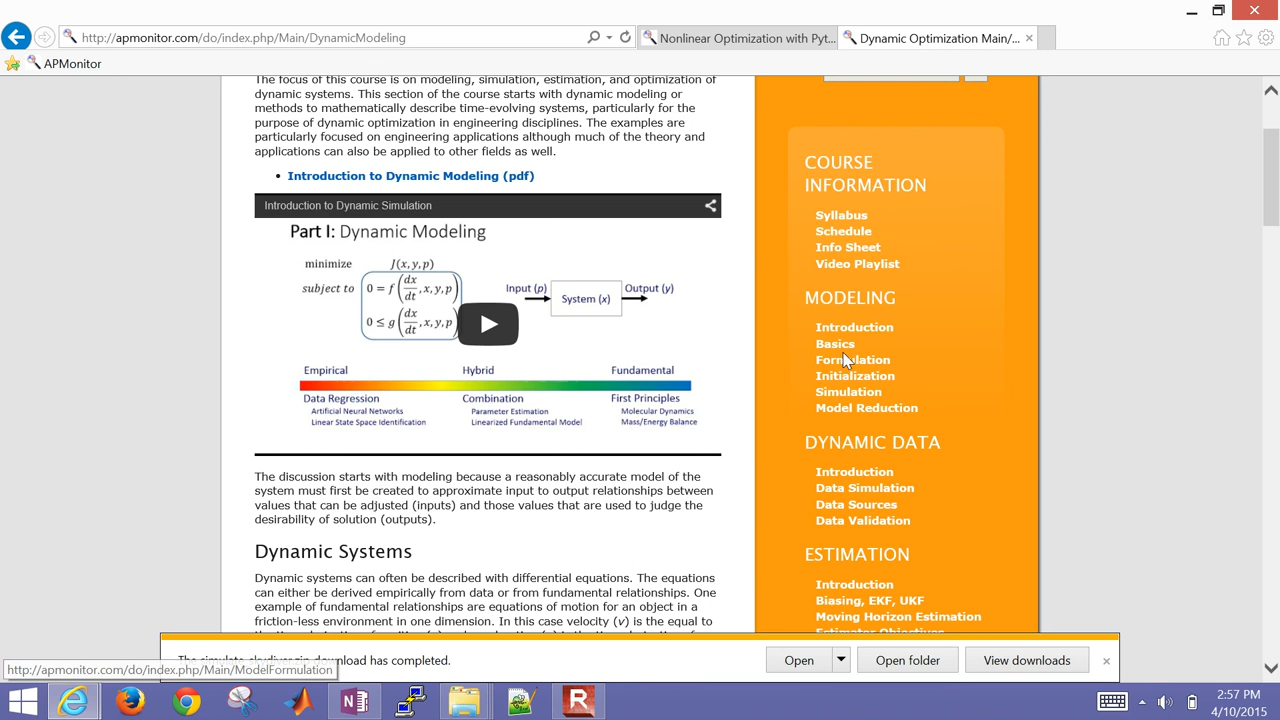 http://apmonitor.com/do/index.php/Main/DynamicModeling
Nonlinear Optimization with Pyt...
Dynamic Optimization Main/...
APMonitor
The focus of this course is on modeling, simulation, estimation, and optimization of
dynamic systems. This section of the course starts with dynamic modeling or
methods to mathematically describe time-evolving systems, particularly for the
purpose of dynamic optimization in engineering disciplines. The examples are
particularly focused on engineering applications although much of the theory and
applications can also be applied to other fields as well.
• Introduction to Dynamic Modeling (pdf)
Introduction to Dynamic Simulation
Part I: Dynamic Modeling
minimize J(x, y, p)
subject to 0 = f(dx/dt, x, y, p)
0 ≤ g(dx/dt, x, y, p)
Input (p) System (x) Output (y)
Empirical Hybrid Fundamental
Data Regression Combination First Principles
Artificial Neural Networks Parameter Estimation Molecular Dynamics
Linear State Space Identification Linearized Fundamental Model Mass/Energy Balance
The discussion starts with modeling because a reasonably accurate model of the
system must first be created to approximate input to output relationships between
values that can be adjusted (inputs) and those values that are used to judge the
desirability of solution (outputs).
Dynamic Systems
Dynamic systems can often be described with differential equations. The equations
can either be derived empirically from data or from fundamental relationships. One
example of fundamental relationships are equations of motion for an object in a
friction-less environment in one dimension. In this case velocity (v) is the equal to
COURSE
INFORMATION
Syllabus
Schedule
Info Sheet
Video Playlist
MODELING
Introduction
Basics
Formulation
Initialization
Simulation
Model Reduction
DYNAMIC DATA
Introduction
Data Simulation
Data Sources
Data Validation
ESTIMATION
Introduction
Biasing, EKF, UKF
Moving Horizon Estimation
Estimator Objectives
download has completed.
Open
Open folder
View downloads
http://apmonitor.com/do/index.php/Main/ModelFormulation
2:57 PM
4/10/2015